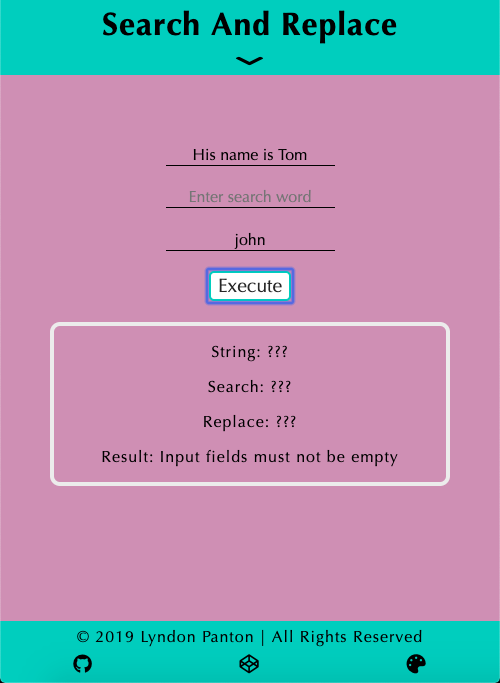 Search And Replace
His name is Tom
Enter search word
john
Execute
String: ???
Search: ???
Replace: ???
Result: Input fields must not be empty
© 2019 Lyndon Panton | All Rights Reserved